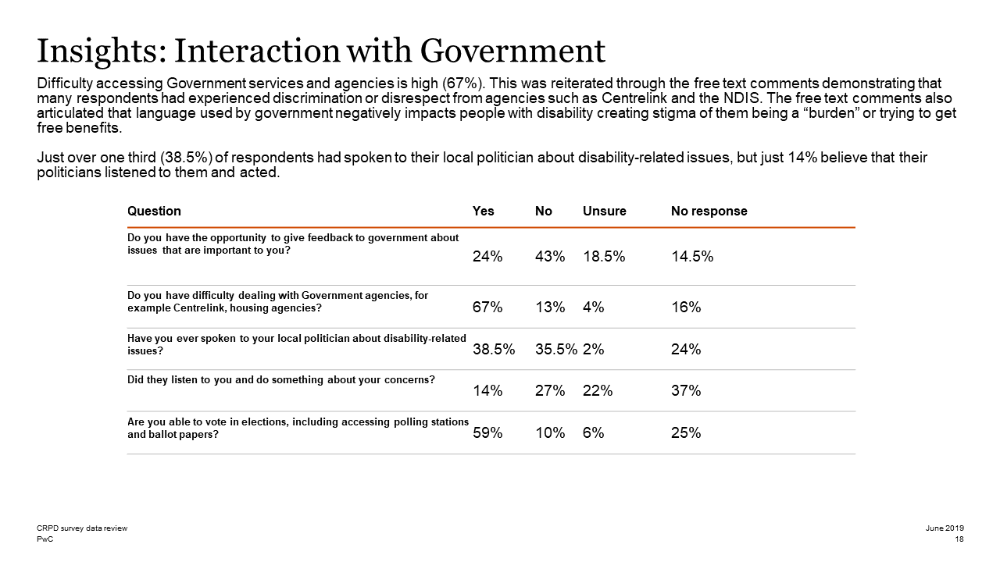 Insights: Interaction with Government
Difficulty accessing Government services and agencies is high (67%). This was reiterated through the free text comments demonstrating that
many respondents had experienced discrimination or disrespect from agencies such as Centrelink and the NDIS. The free text comments also
articulated that language used by government negatively impacts people with disability creating stigma of them being a “burden” or trying to get
free benefits.
Just over one third (38.5%) of respondents had spoken to their local politician about disability-related issues, but just 14% believe that their
politicians listened to them and acted.
Question Yes No Unsure No response
Do you have the opportunity to give feedback to government about
issues that are important to you?
24% 43% 18.5% 14.5%
Do you have difficulty dealing with Government agencies, for
example Centrelink, housing agencies?
67% 13% 4% 16%
Have you ever spoken to your local politician about disability-related
issues?
38.5% 35.5% 2% 24%
Did they listen to you and do something about your concerns?
14% 27% 22% 37%
Are you able to vote in elections, including accessing polling stations
and ballot papers?
59% 10% 6% 25%
CRPD survey data review
PwC
June 2019
18